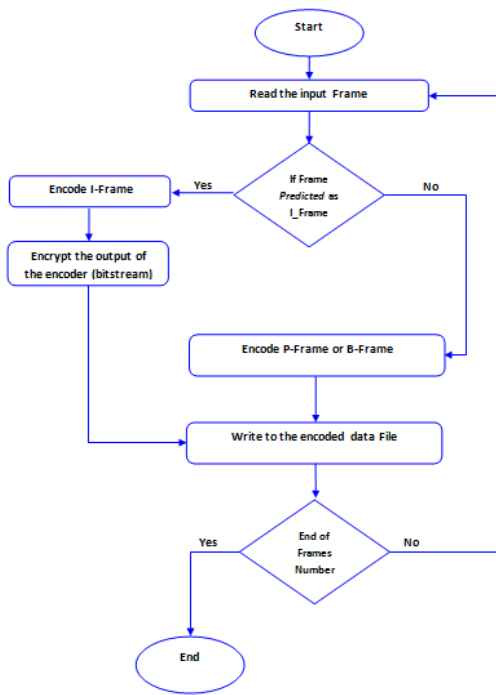 Start
Read the input Frame
If Frame
Predicted as
I_Frame
Yes
No
Encode I-Frame
Encrypt the output of
the encoder (bitstream)
Encode P-Frame or B-Frame
Write to the encoded data File
End of
Frames
Number
Yes
No
End